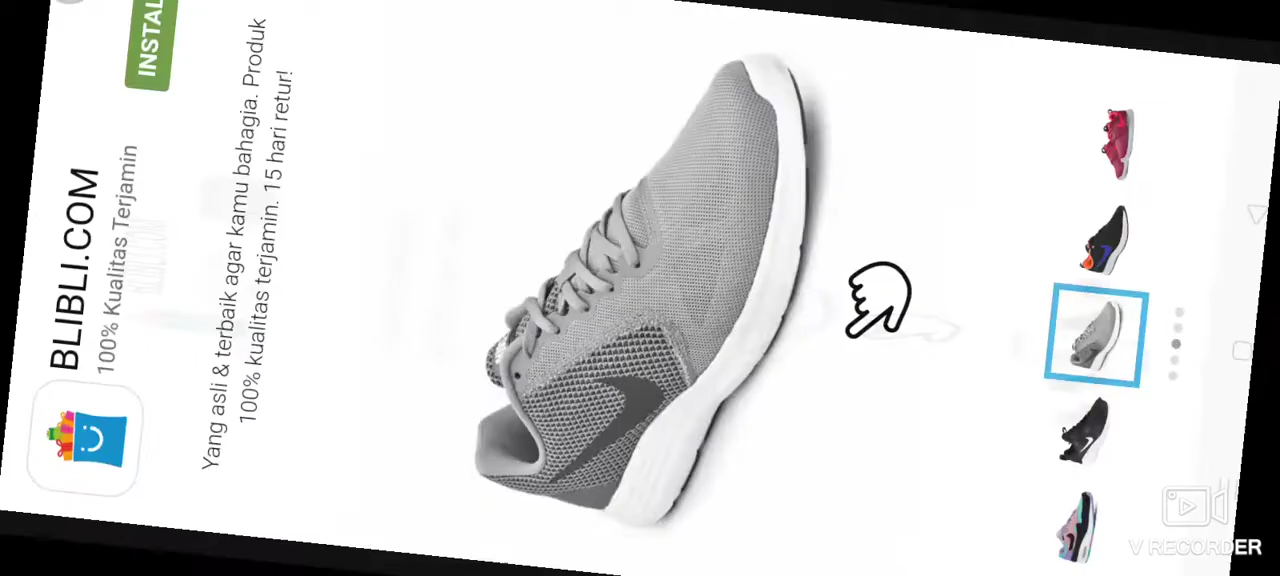 BLIBLI.COM
100% Kualitas Terjamin
INSTAL
Yang asli & terbaik agar kamu bahagia. Produk
100% kualitas terjamin. 15 hari retur!
V RECORDER